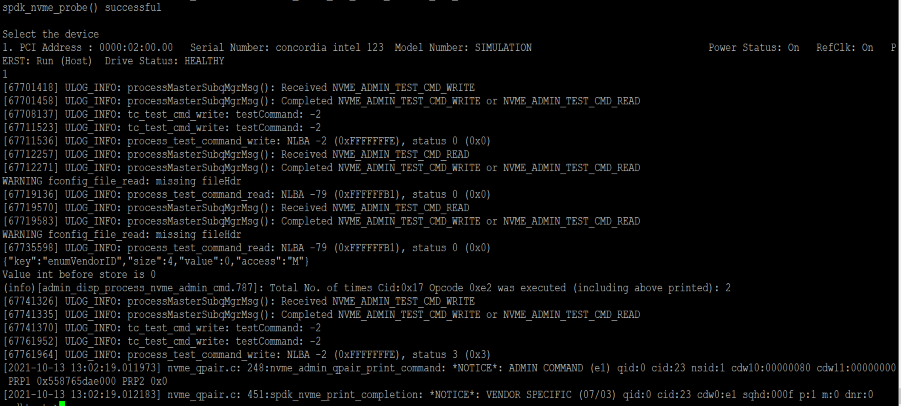 spdk_nvme_probe() successful
Select the device
1. PCI Address : 0000:02:00.00   Serial Number: concordia intel 123  Model Number: SIMULATION                              Power Status: On   RefClk: On   P
ERST: Run (Host)  Drive Status: HEALTHY
1
[67701418] ULOG_INFO: processMasterSubqMgrMsg(): Received NVME_ADMIN_TEST_CMD_WRITE
[67701458] ULOG_INFO: processMasterSubqMgrMsg(): Completed NVME_ADMIN_TEST_CMD_WRITE or NVME_ADMIN_TEST_CMD_READ
[67708137] ULOG_INFO: tc_test_cmd_write: testCommand: -2
[67711523] ULOG_INFO: tc_test_cmd_write: testCommand: -2
[67711536] ULOG_INFO: process_test_command_write: NLBA -2 (0xFFFFFFFE), status 0 (0x0)
[67712257] ULOG_INFO: processMasterSubqMgrMsg(): Received NVME_ADMIN_TEST_CMD_READ
[67712271] ULOG_INFO: processMasterSubqMgrMsg(): Completed NVME_ADMIN_TEST_CMD_WRITE or NVME_ADMIN_TEST_CMD_READ
WARNING fconfig_file_read: missing fileHdr
[67719136] ULOG_INFO: process_test_command_read: NLBA -79 (0xFFFFFFB1), status 0 (0x0)
[67719570] ULOG_INFO: processMasterSubqMgrMsg(): Received NVME_ADMIN_TEST_CMD_READ
[67719583] ULOG_INFO: processMasterSubqMgrMsg(): Completed NVME_ADMIN_TEST_CMD_WRITE or NVME_ADMIN_TEST_CMD_READ
WARNING fconfig_file_read: missing fileHdr
[67735598] ULOG_INFO: process_test_command_read: NLBA -79 (0xFFFFFFB1), status 0 (0x0)
{"key":"enumVendorID","size":4,"value":0,"access":"M"}
Value int before store is 0
(info)[admin_disp_process_nvme_admin_cmd.787]: Total No. of times Cid:0x17 Opcode 0xe2 was executed (including above printed): 2
[67741326] ULOG_INFO: processMasterSubqMgrMsg(): Received NVME_ADMIN_TEST_CMD_WRITE
[67741335] ULOG_INFO: processMasterSubqMgrMsg(): Completed NVME_ADMIN_TEST_CMD_WRITE or NVME_ADMIN_TEST_CMD_READ
[67741370] ULOG_INFO: tc_test_cmd_write: testCommand: -2
[67761952] ULOG_INFO: tc_test_cmd_write: testCommand: -2
[67761964] ULOG_INFO: process_test_command_write: NLBA -2 (0xFFFFFFFE), status 3 (0x3)
[2021-10-13 13:02:19.011973] nvme_qpair.c: 248:nvme_admin_qpair_print_command: *NOTICE*: ADMIN COMMAND (e1) qid:0 cid:23 nsid:1 cdw10:00000080 cdw11:00000000
PRP1 0x558765dae000 PRP2 0x0
[2021-10-13 13:02:19.012183] nvme_qpair.c: 451:spdk_nvme_print_completion: *NOTICE*: VENDOR SPECIFIC (07/03) qid:0 cid:23 cdw0:e1 sqhd:000f p:1 m:0 dnr:0